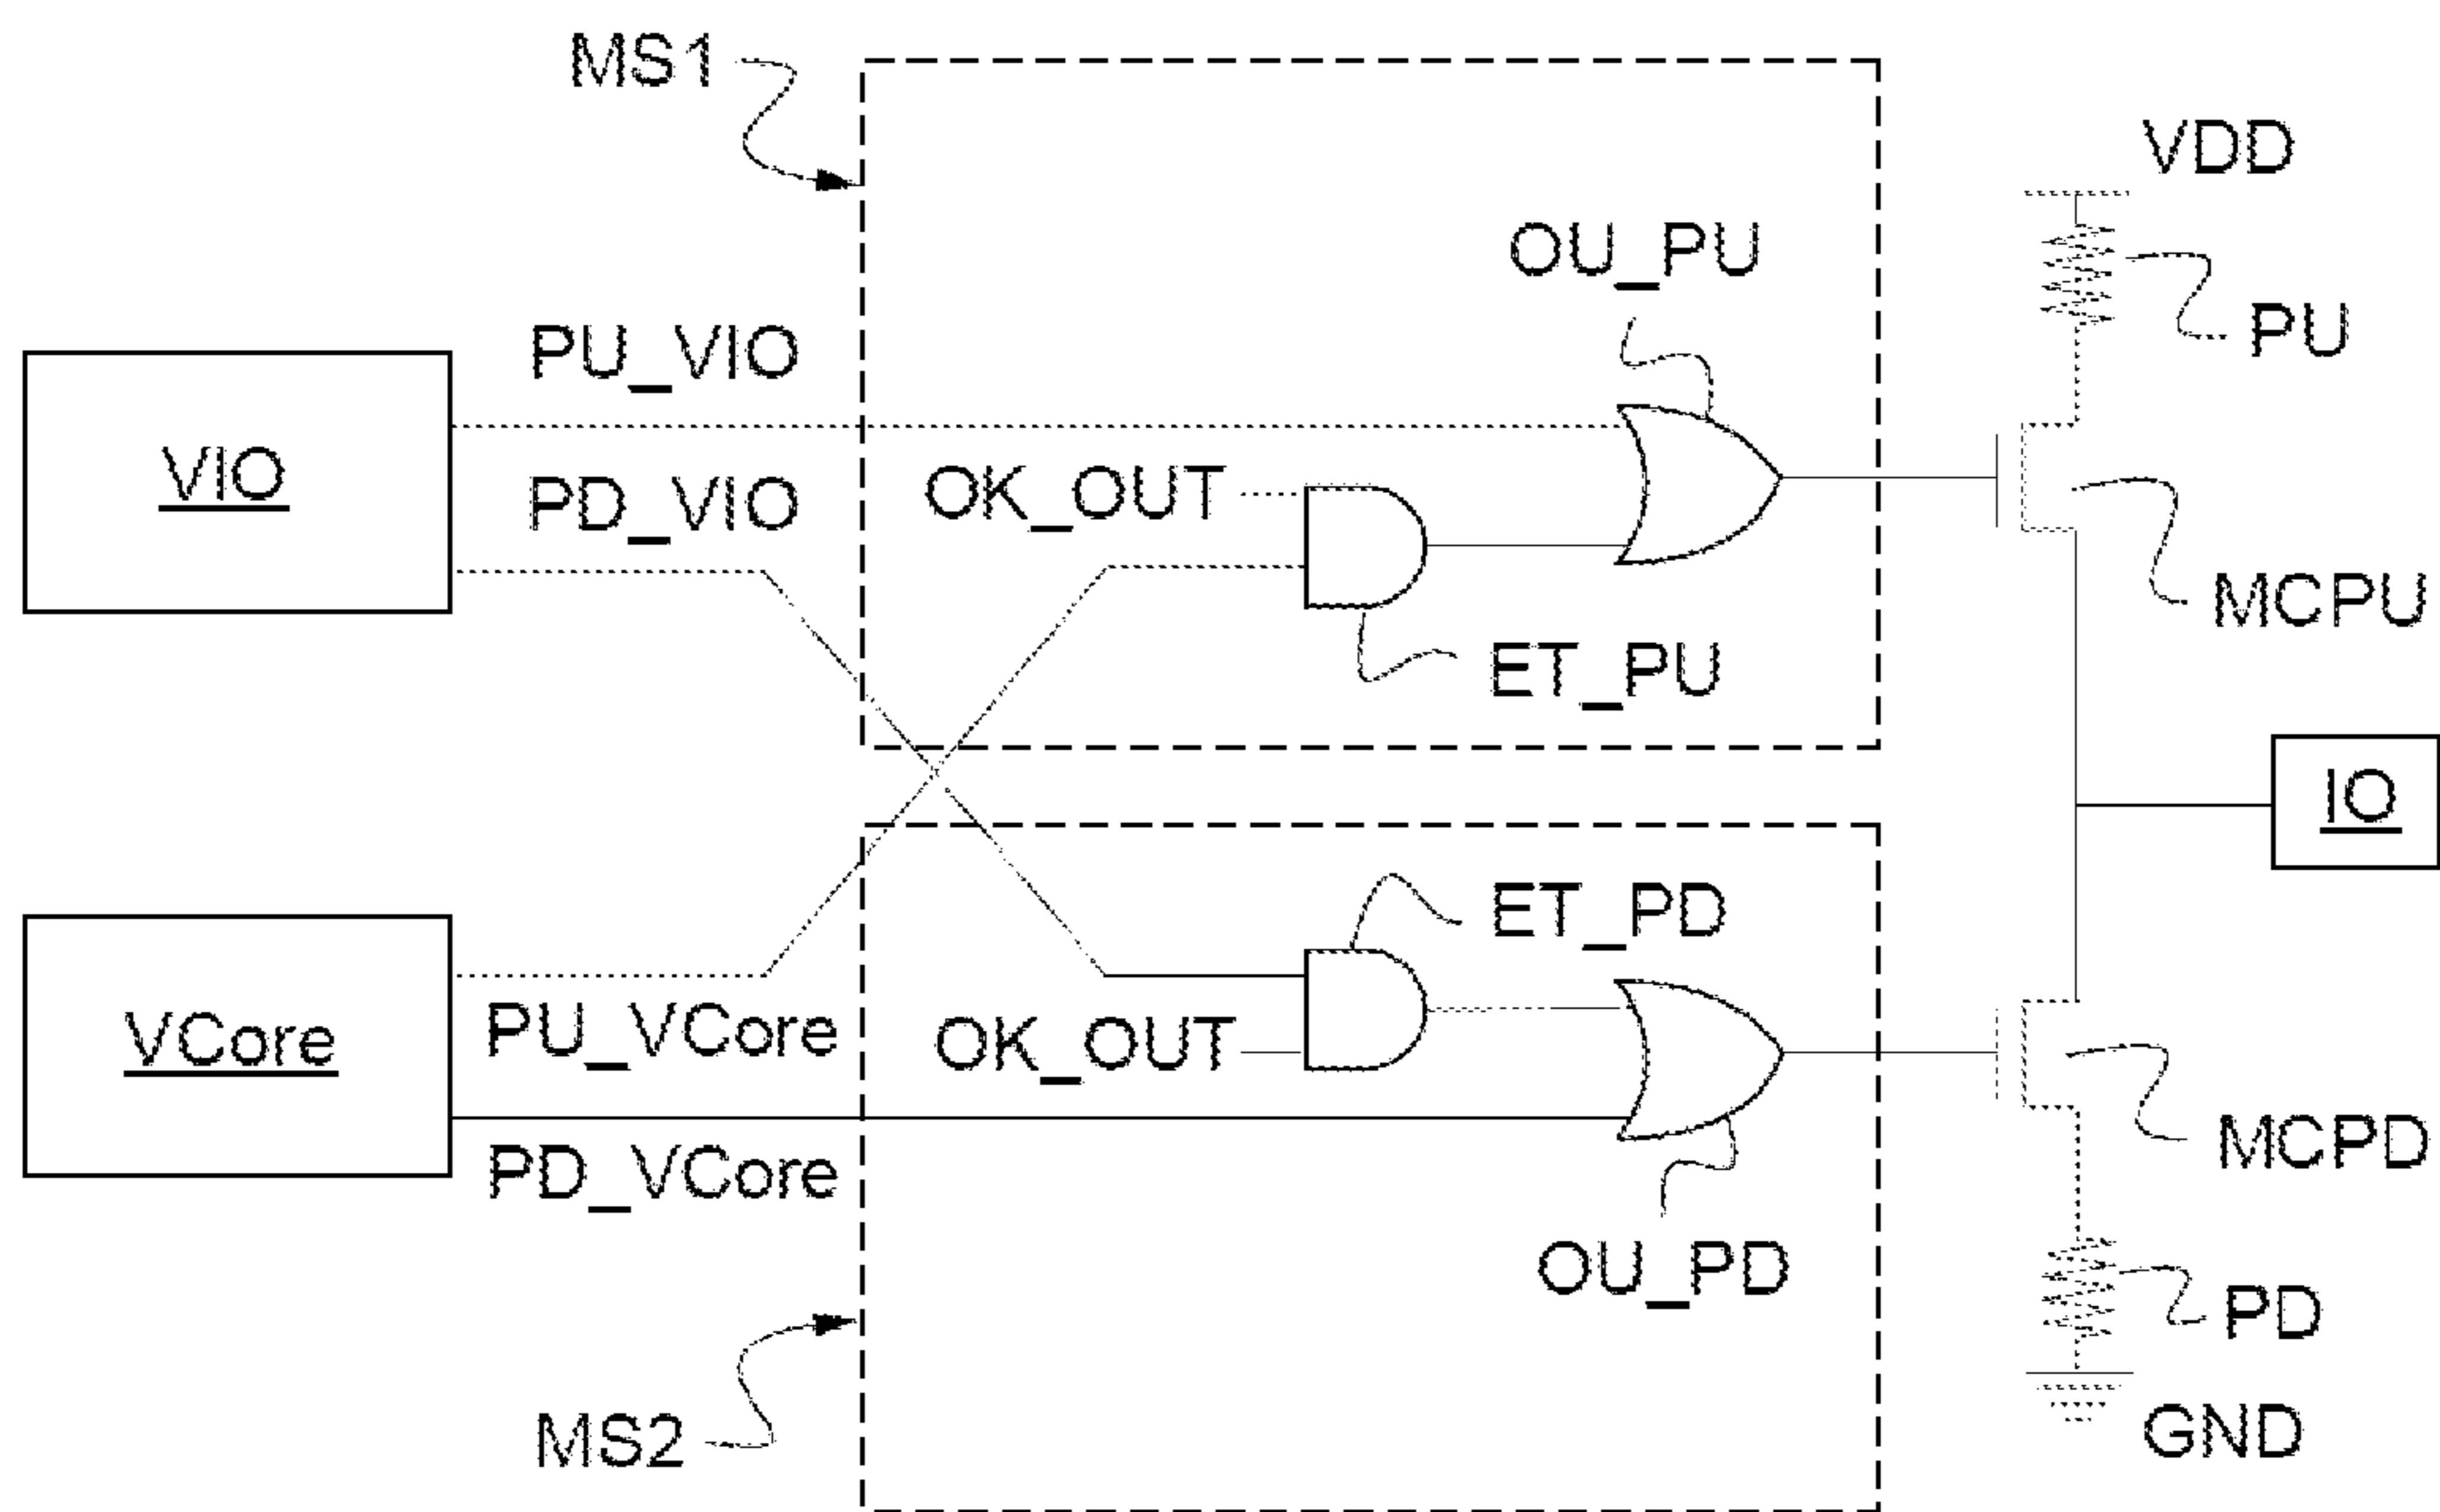 MS1
VDD
OU_PU
PU
PU_VIO
VIO
PD_VIO
OK_OUT
MCPU
ET_PU
IO
ET_PD
VCore
PU_VCore
OK_OUT
MCPD
PD_VCore
OU_PD
PD
MS2
GND